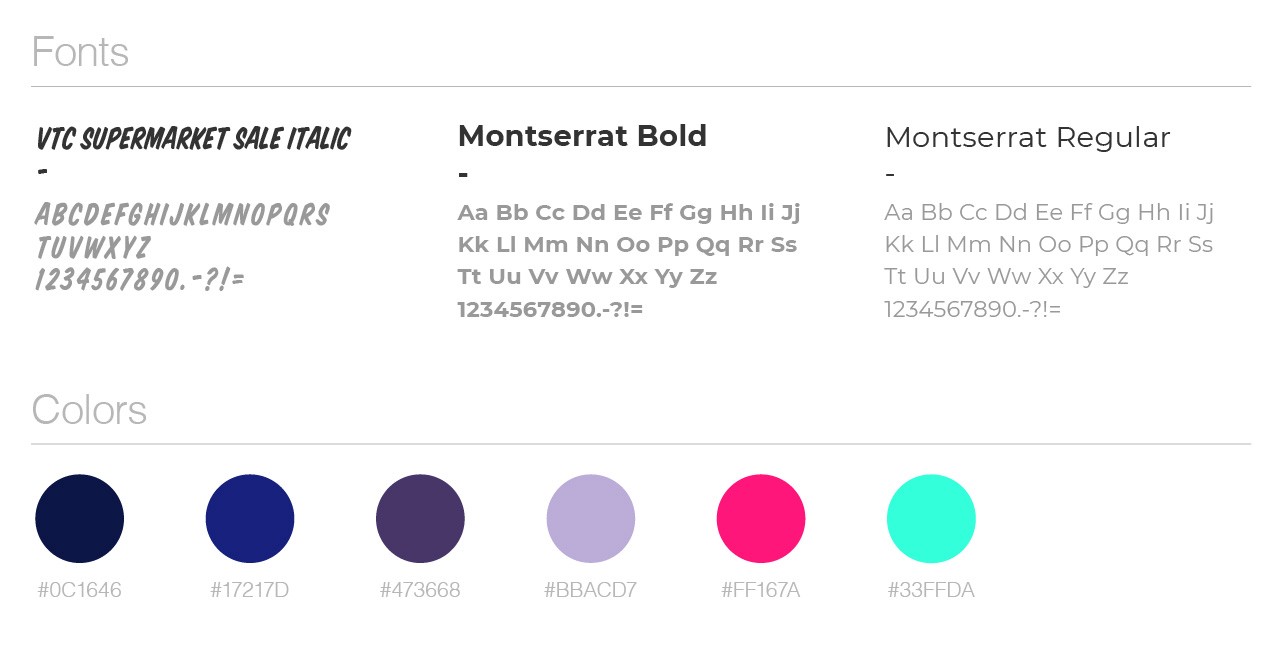 Fonts
VTC SUPERMARKET SALE ITALIC
-
ABCDEFGHIJKLMNOPQRS
TUVWXYZ
1234567890.-?!=
Montserrat Bold
-
Aa Bb Cc Dd Ee Ff Gg Hh Ii Jj
Kk Ll Mm Nn Oo Pp Qq Rr Ss
Tt Uu Vv Ww Xx Yy Zz
1234567890.-?!=
Montserrat Regular
-
Aa Bb Cc Dd Ee Ff Gg Hh Ii Jj
Kk Ll Mm Nn Oo Pp Qq Rr Ss
Tt Uu Vv Ww Xx Yy Zz
1234567890.-?!=
Colors
#0C1646 #17217D #473668 #BBACD7 #FF167A #33FFDA